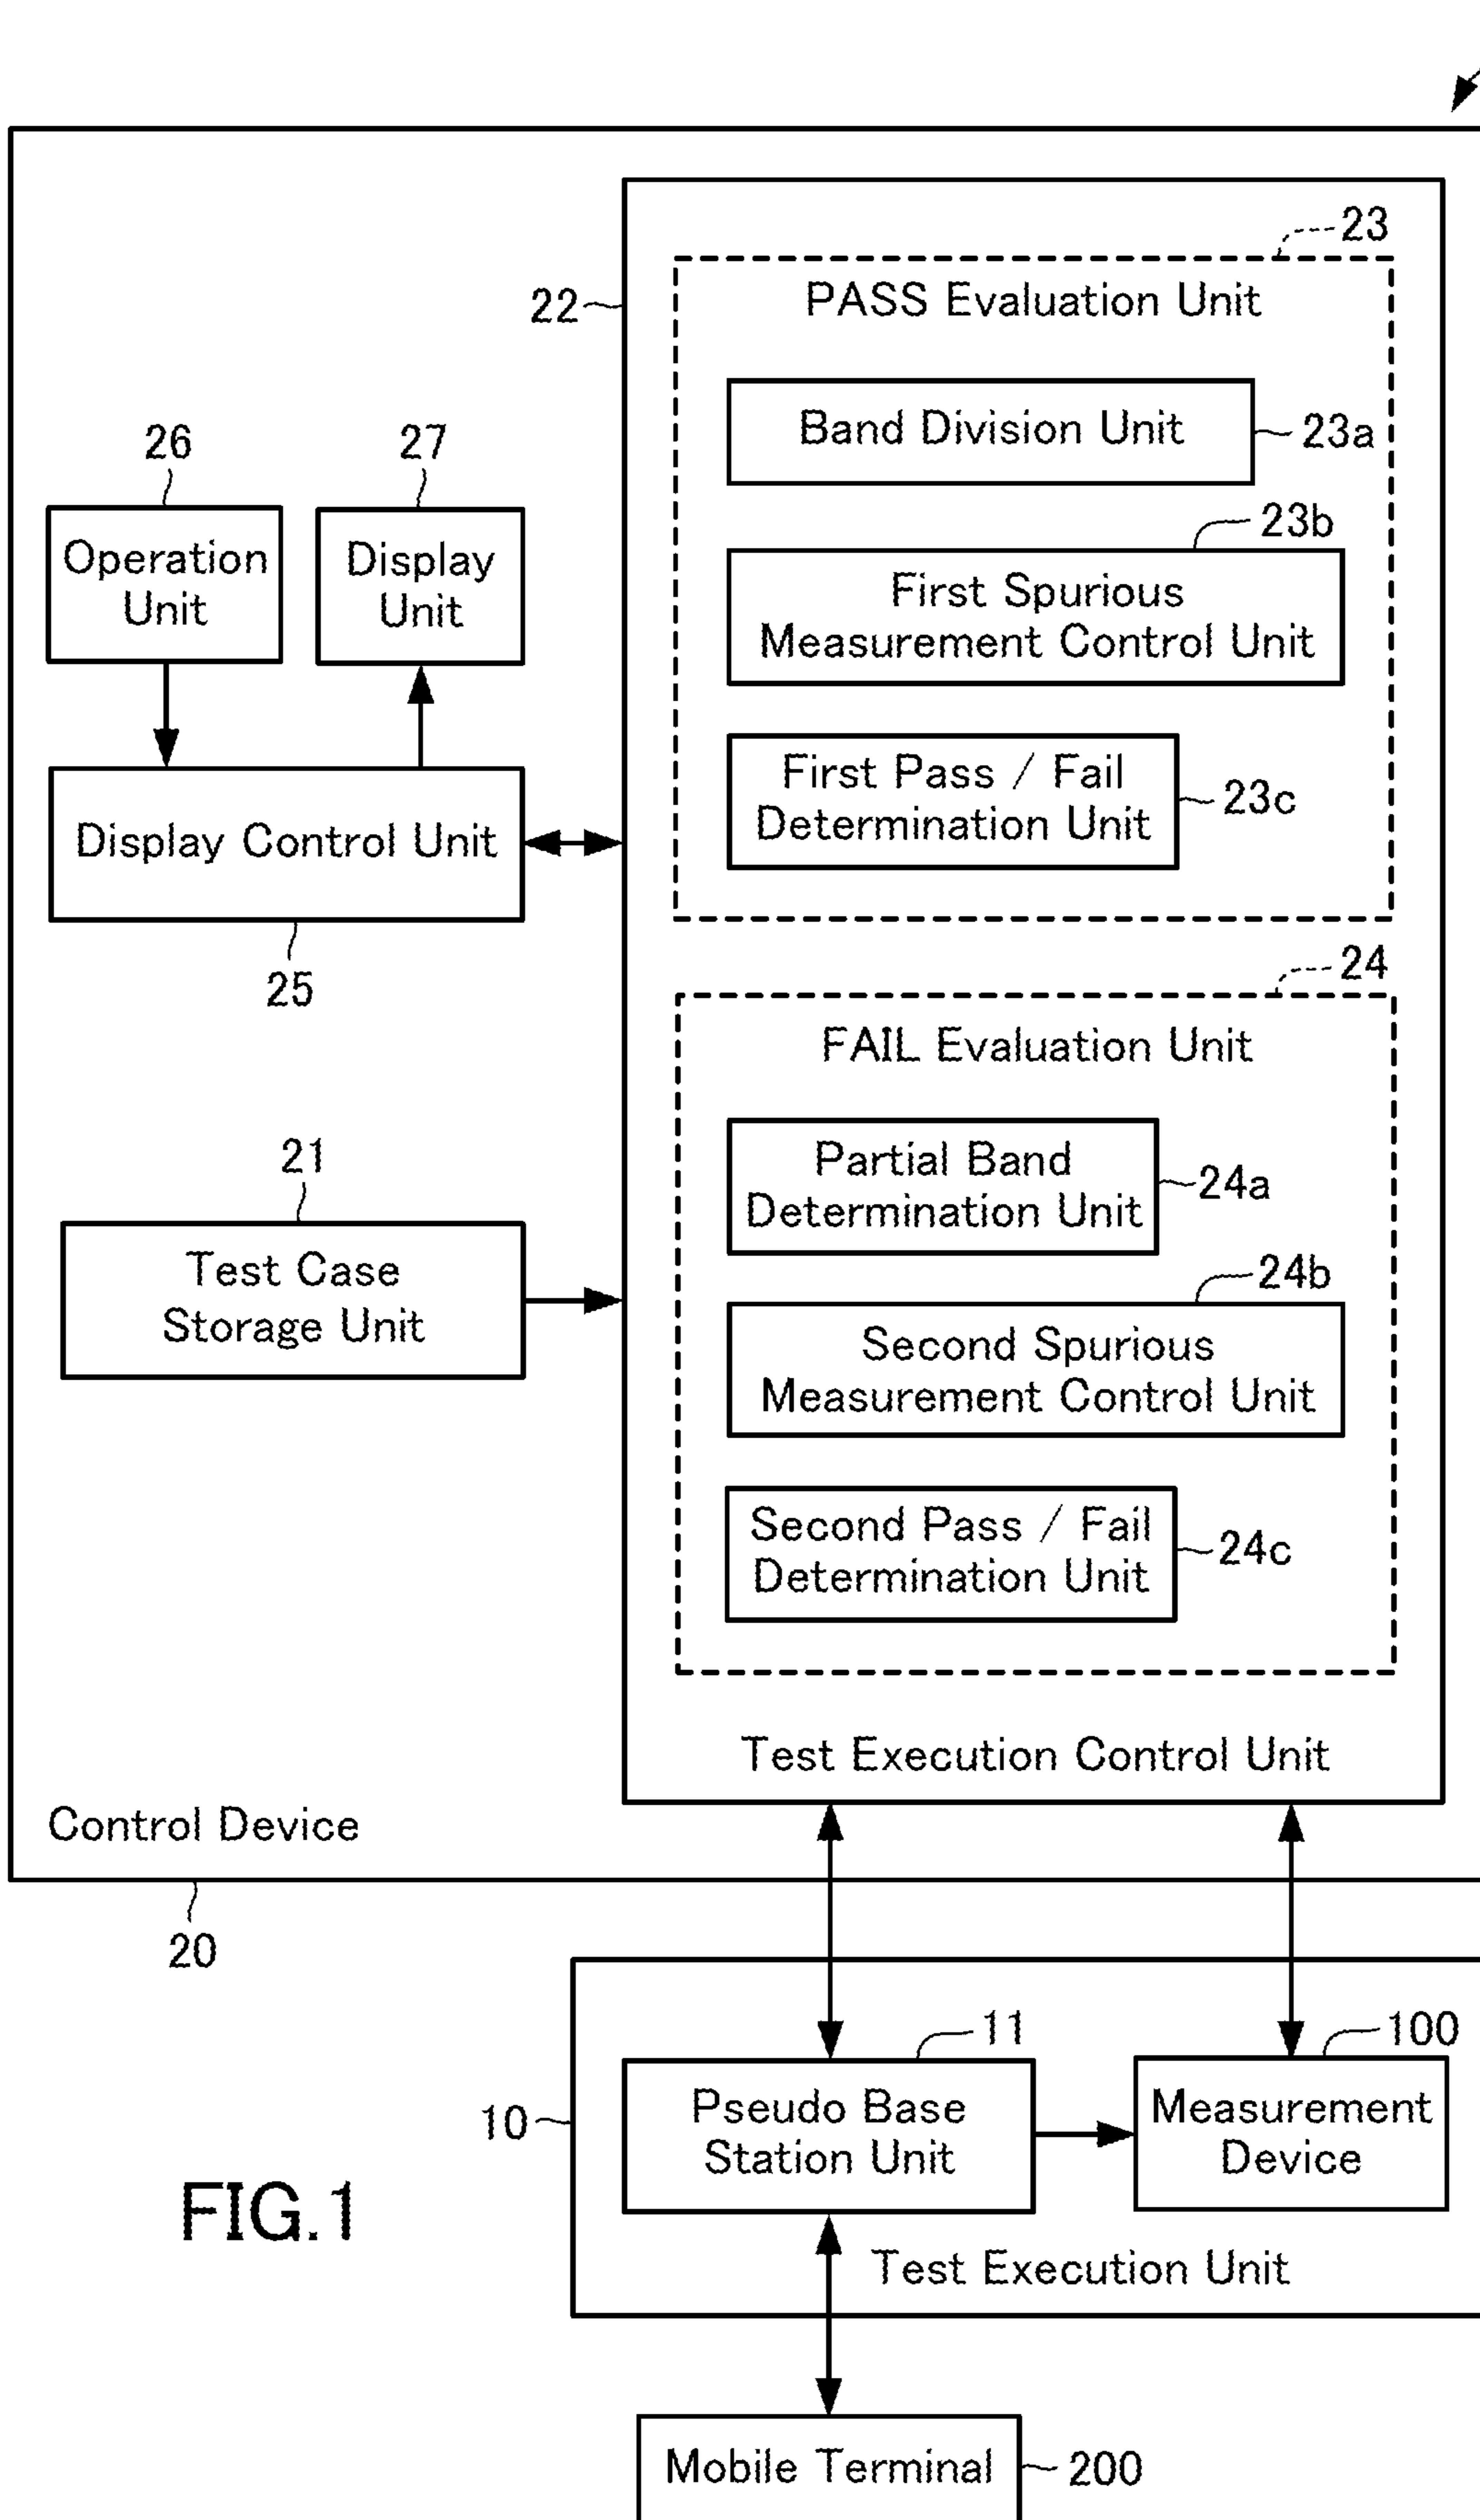 23
PASS Evaluation Unit
22
Band Division Unit
23a
26
27
23b
Operation
Unit
Display
Unit
First Spurious
Measurement Control Unit
First Pass / Fail
Determination Unit
23c
Display Control Unit
25
24
FAIL Evaluation Unit
21
Partial Band
Determination Unit
24a
Test Case
Storage Unit
24b
Second Spurious
Measurement Control Unit
Second Pass / Fail
Determination Unit
24c
Test Execution Control Unit
Control Device
20
11
100
10
Pseudo Base
Station Unit
Measurement
Device
FIG.1
Test Execution Unit
Mobile Terminal
200